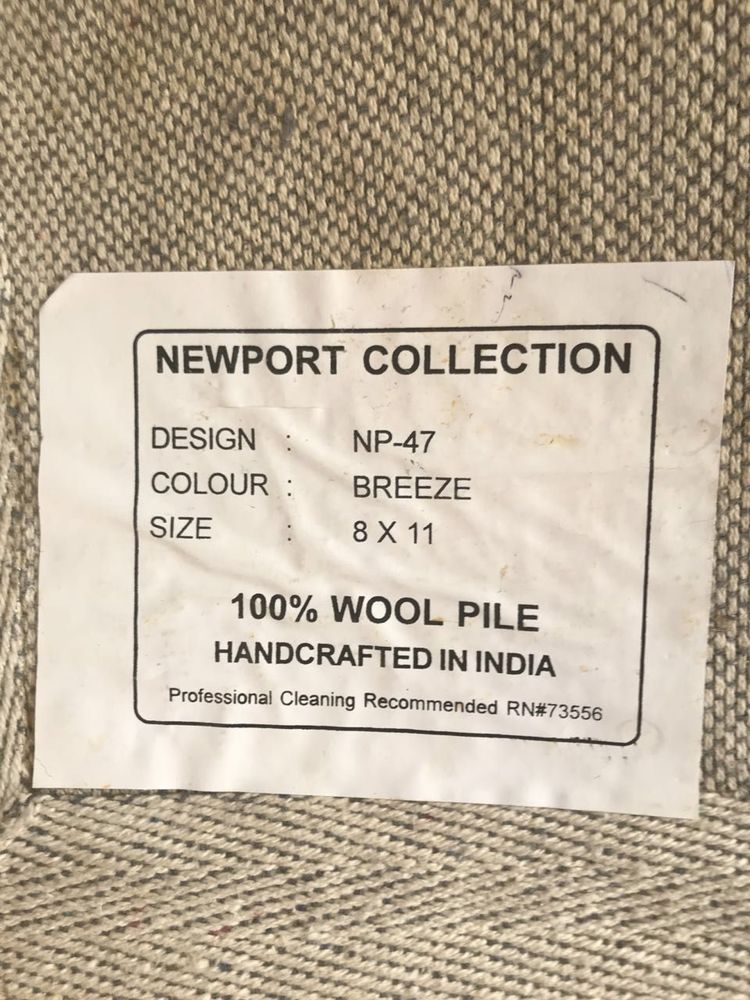 NEWPORT COLLECTION
DESIGN : NP-47
COLOUR : BREEZE
SIZE : 8 X 11
100% WOOL PILE
HANDCRAFTED IN INDIA
Professional Cleaning Recommended RN#73556